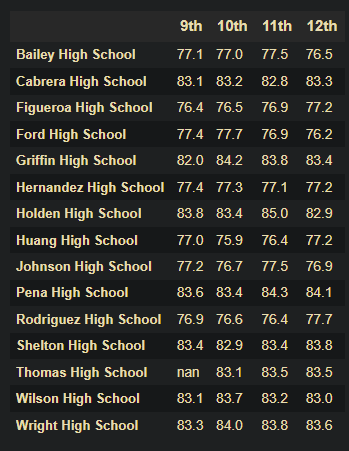 9th 10th 11th 12th
Bailey High School 77.1 77.0 77.5 76.5
Cabrera High School 83.1 83.2 82.8 83.3
Figueroa High School 76.4 76.5 76.9 77.2
Ford High School 77.4 77.7 76.9 76.2
Griffin High School 82.0 84.2 83.8 83.4
Hernandez High School 77.4 77.3 77.1 77.2
Holden High School 83.8 83.4 85.0 82.9
Huang High School 77.0 75.9 76.4 77.2
Johnson High School 77.2 76.7 77.5 76.9
Pena High School 83.6 83.4 84.3 84.1
Rodriguez High School 76.9 76.6 76.4 77.7
Shelton High School 83.4 82.9 83.4 83.8
Thomas High School nan 83.1 83.5 83.5
Wilson High School 83.1 83.7 83.2 83.0
Wright High School 83.3 84.0 83.8 83.6